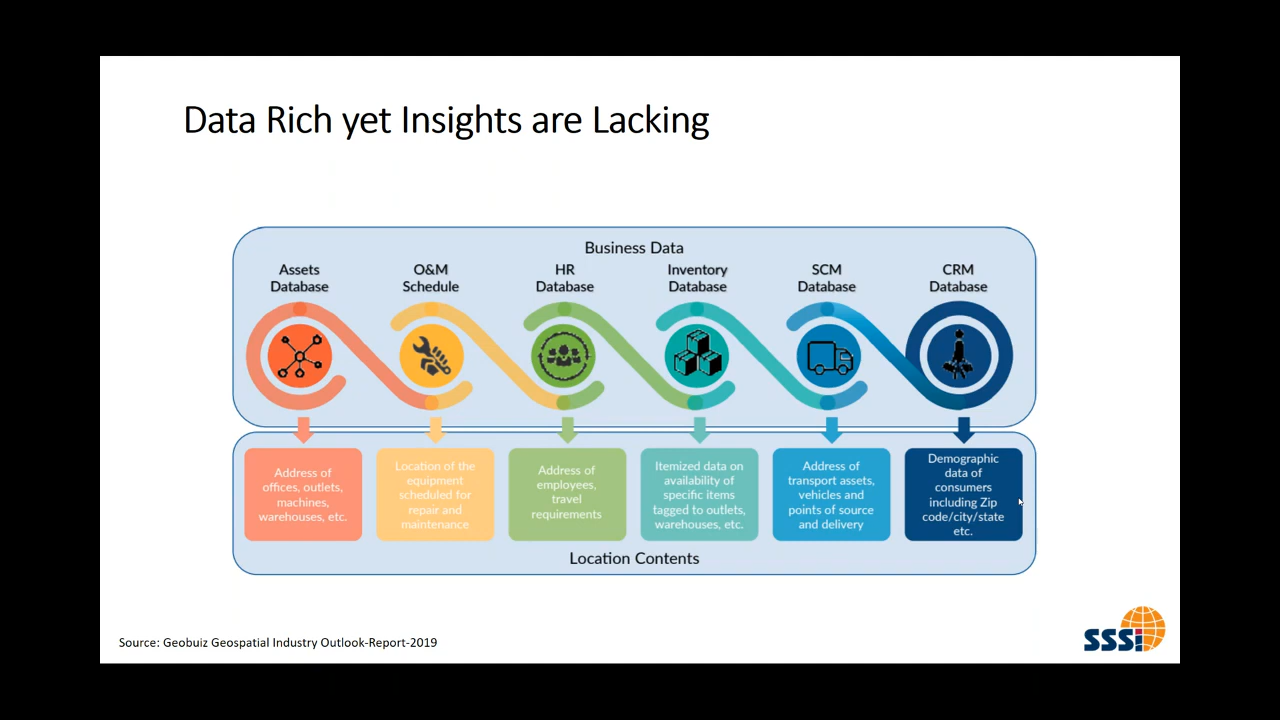 Data Rich yet Insights are Lacking
Business Data
Assets
Database
O&M
Schedule
HR
Database
Inventory
Database
SCM
Database
CRM
Database
Address of
offices, outlets,
machines,
warehouses, etc.
Location of the
equipment
scheduled for
repair and
maintenance
Address of
employees,
travel
requirements
Itemized data on
availability of
specific items
tagged to outlets,
warehouses, etc.
Address of
transport assets,
vehicles and
points of source
and delivery
Demographic
data of
consumers
including Zip
code/city/state
etc.
Location Contents
Source: Geobuiz Geospatial Industry Outlook-Report-2019
SSSi